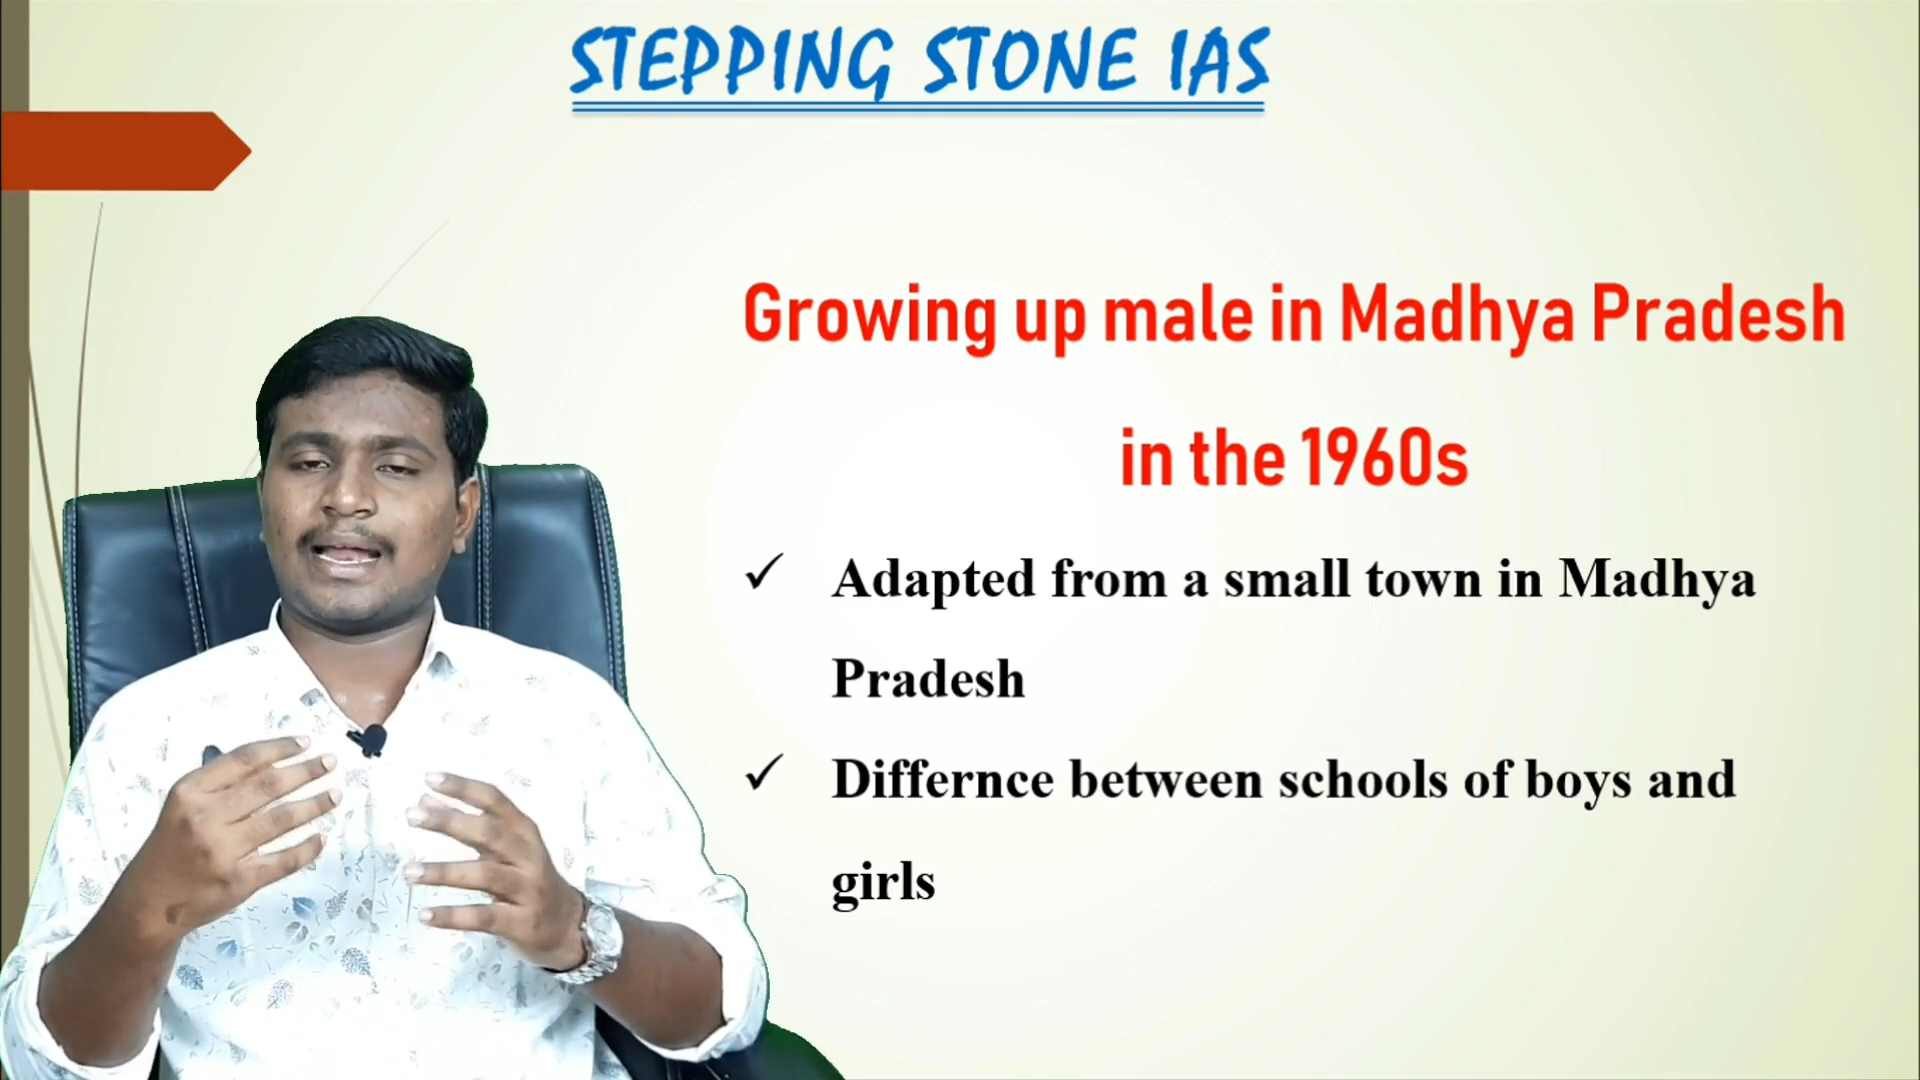 STEPPING STONE IAS
Growing up male in Madhya Pradesh
in the 1960s
✓ Adapted from a small town in Madhya
Pradesh
✓ Differnce between schools of boys and
girls